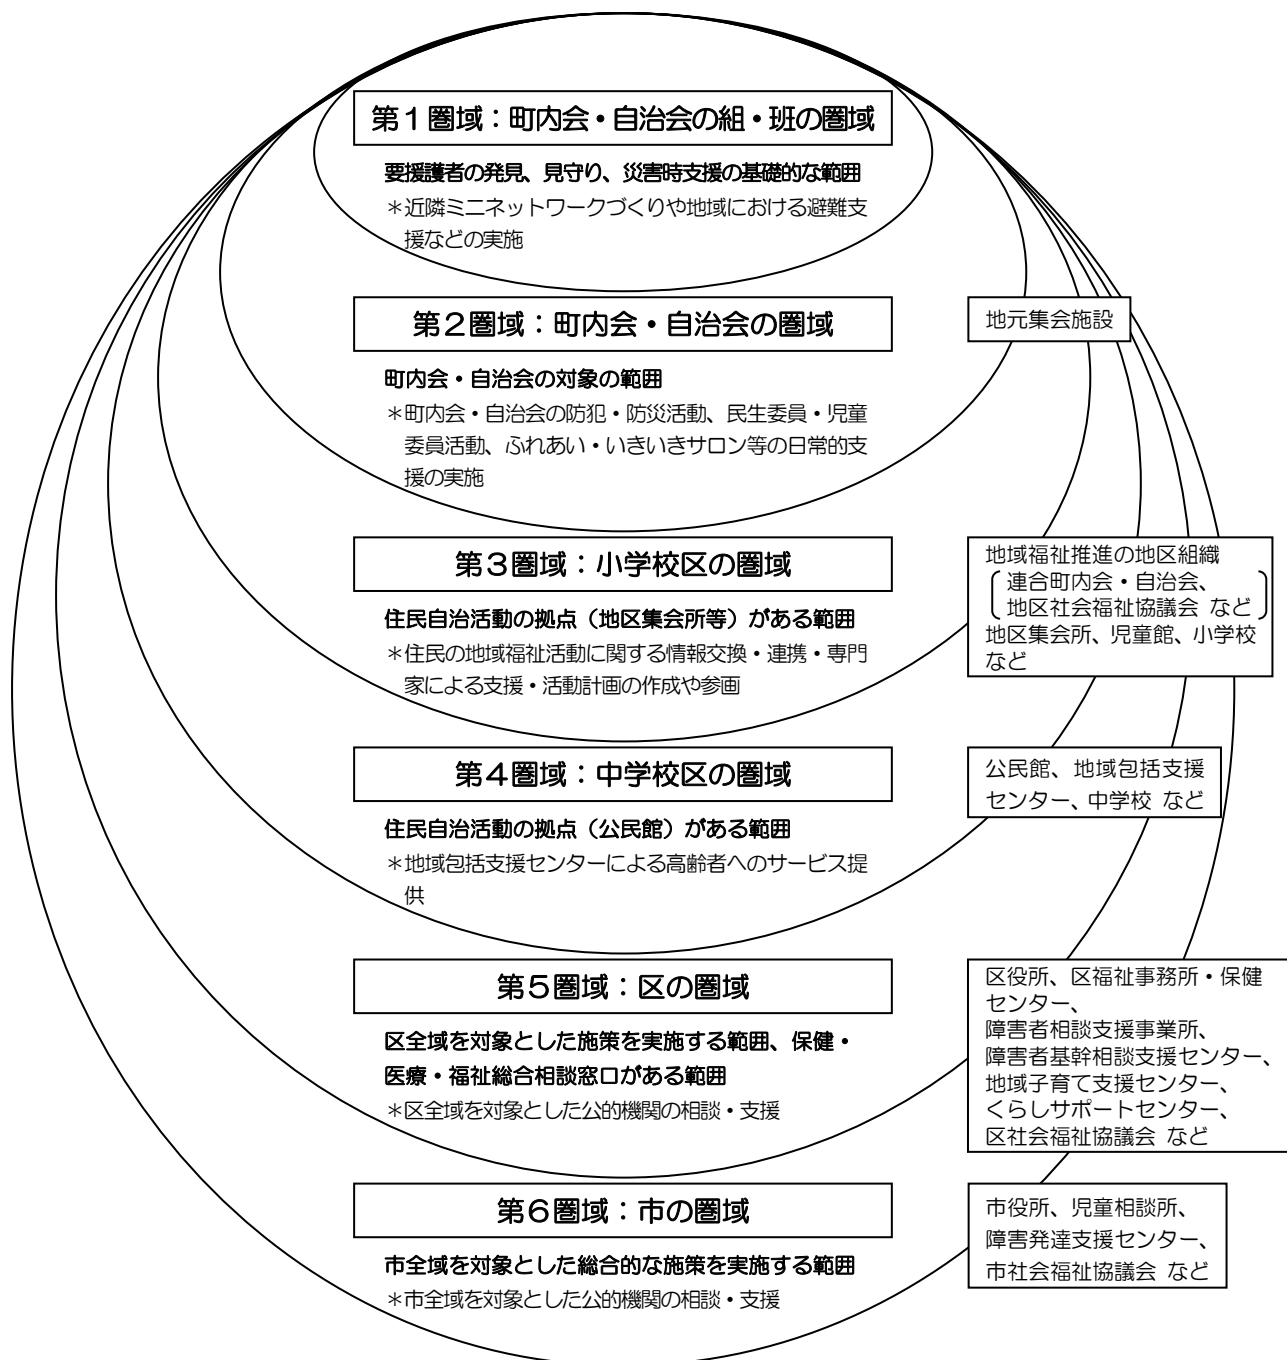 第１圏域：町内会・自治会の組・班の圏域
要援護者の発見、見守り、災害時支援の基礎的な範囲
＊近隣ミニネットワークづくりや地域における避難支
援などの実施
第２圏域：町内会・自治会の圏域
地元集会施設
町内会・自治会の対象の範囲
＊町内会・自治会の防犯・防災活動、民生委員・児童
委員活動、ふれあい・いきいきサロン等の日常的支
援の実施
第３圏域：小学校区の圏域
住民自治活動の拠点（地区集会所等）がある範囲
＊住民の地域福祉活動に関する情報交換・連携・専門
家による支援・活動計画の作成や参画
地域福祉推進の地区組織
連合町内会・自治会、
地区社会福祉協議会 など
地区集会所、児童館、小学校
など
第４圏域：中学校区の圏域
住民自治活動の拠点（公民館）がある範囲
＊地域包括支援センターによる高齢者へのサービス提
供
公民館、地域包括支援
センター、中学校 など
第５圏域：区の圏域
区全域を対象とした施策を実施する範囲、保健・
医療・福祉総合相談窓口がある範囲
＊区全域を対象とした公的機関の相談・支援
区役所、区福祉事務所・保健
センター、
障害者相談支援事業所、
障害者基幹相談支援センター、
地域子育て支援センター、
くらしサポートセンター、
区社会福祉協議会 など
第６圏域：市の圏域
市全域を対象とした総合的な施策を実施する範囲
＊市全域を対象とした公的機関の相談・支援
市役所、児童相談所、
障害発達支援センター、
市社会福祉協議会 など